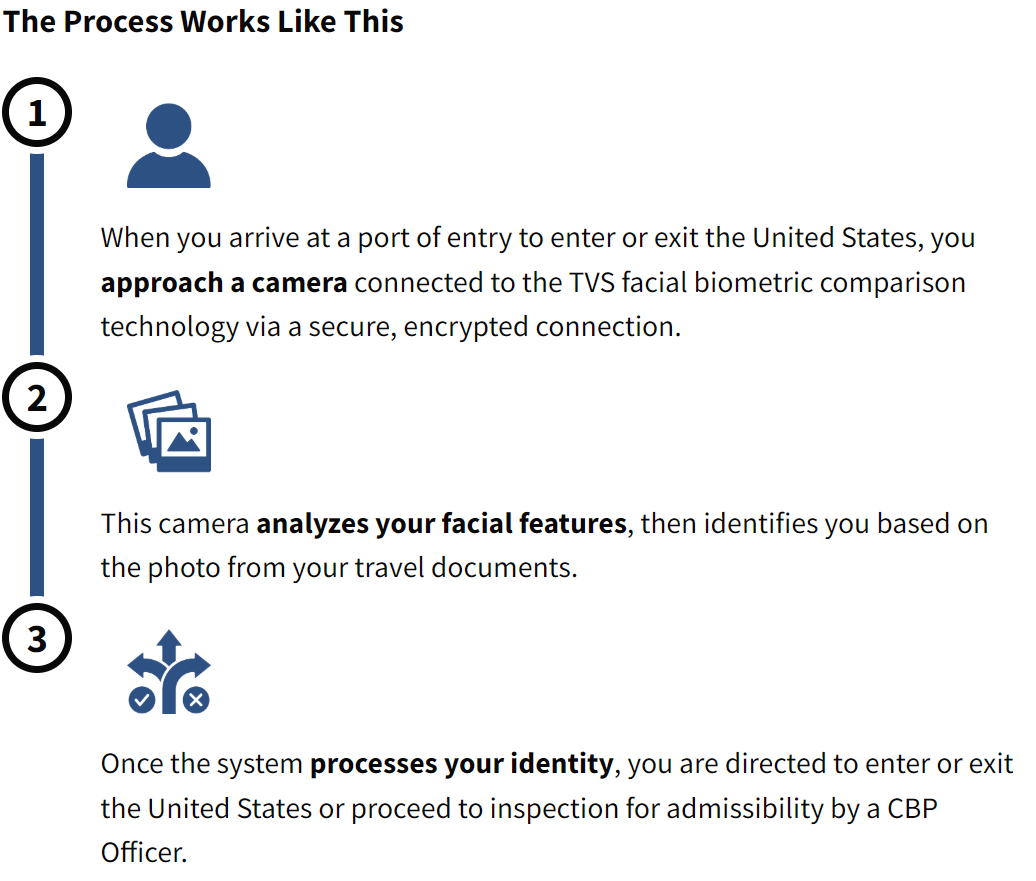 The Process Works Like This
1
When you arrive at a port of entry to enter or exit the United States, you
approach a camera connected to the TVS facial biometric comparison
technology via a secure, encrypted connection.
2
This camera analyzes your facial features, then identifies you based on
the photo from your travel documents.
3
Once the system processes your identity, you are directed to enter or exit
the United States or proceed to inspection for admissibility by a CBP
Officer.